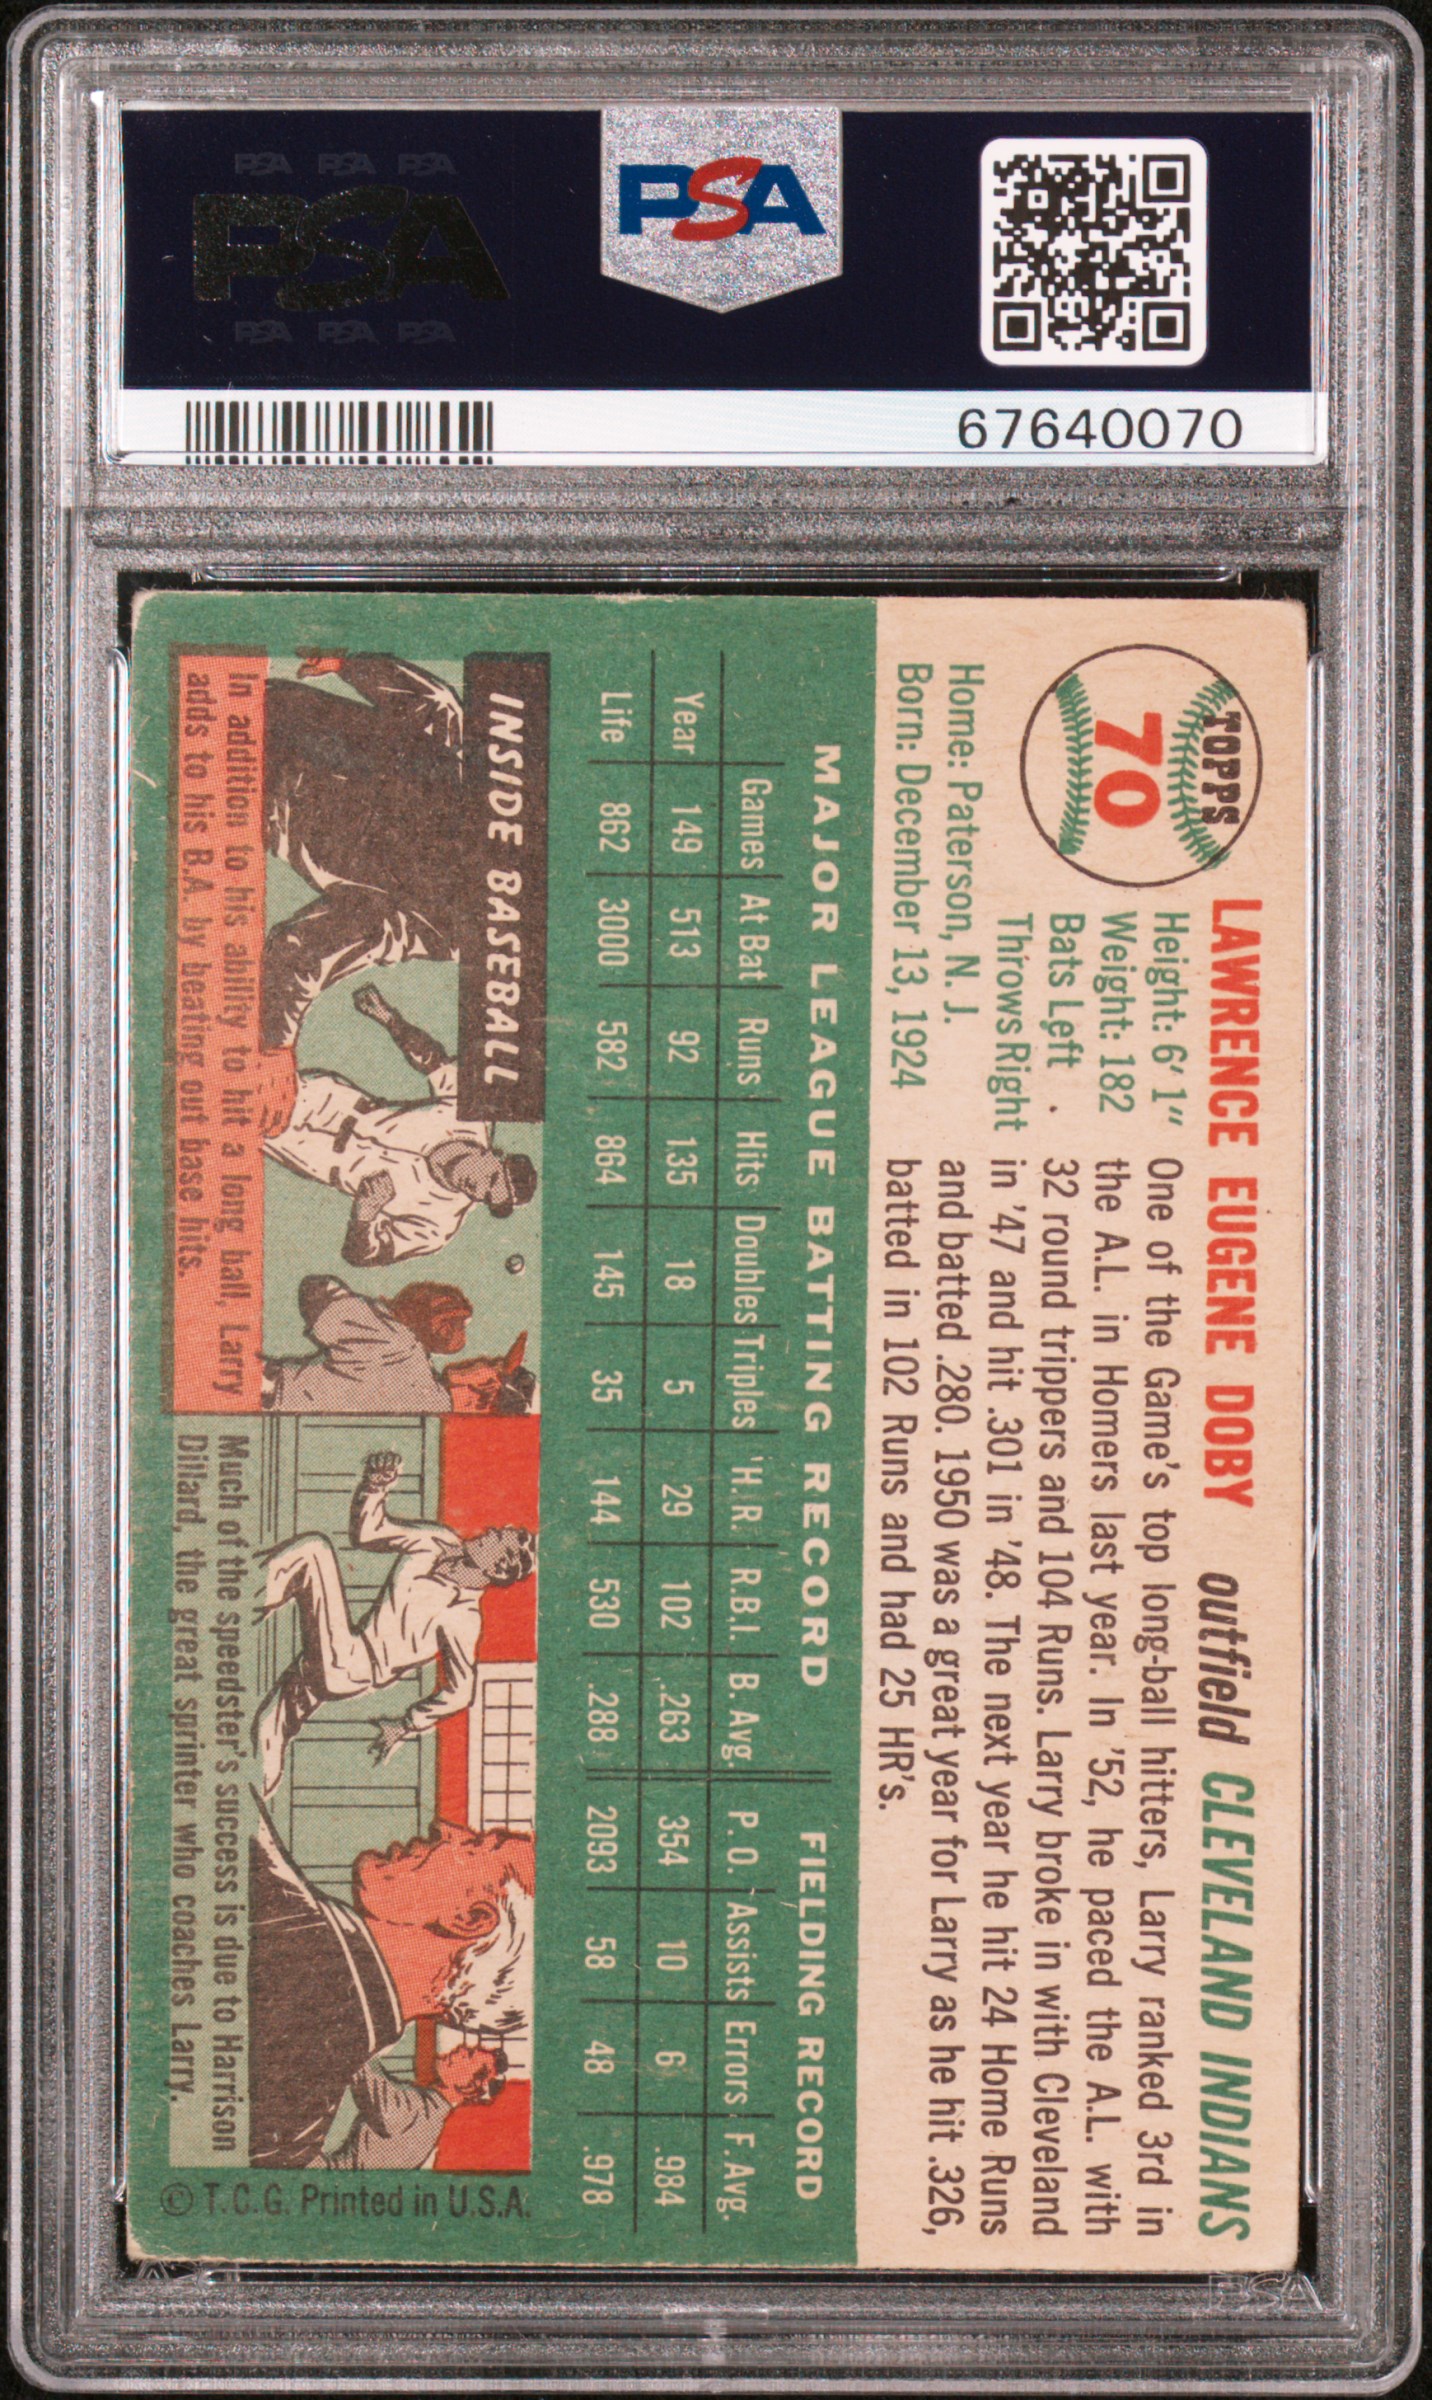 PSA PSA PSA
PSA
PSA PSA PSA
PSA
67640070
TOPPS
70
LAWRENCE EUGENE DOBY outfield CLEVELAND INDIANS
Height: 6' 1"
Weight: 182
Bats Left
Throws Right
Home: Paterson, N. J.
Born: December 13, 1924
One of the Game's top long-ball hitters, Larry ranked 3rd in
the A.L. in Homers last year. In '52, he paced the A.L. with
32 round trippers and 104 Runs. Larry broke in with Cleveland
in '47 and hit .301 in '48. The next year he hit 24 Home Runs
and batted .280. 1950 was a great year for Larry as he hit .326,
batted in 102 Runs and had 25 HR's.
MAJOR LEAGUE BATTING RECORD FIELDING RECORD
Games At Bat Runs Hits Doubles Triples H.R. R.B.I. B. Avg. P. O. Assists Errors F. Avg.
Year 149 513 92 135 18 5 29 102 .263 354 10 6 .984
Life 862 3000 582 864 145 35 144 530 .288 2093 58 48 .978
INSIDE BASEBALL
In addition to his ability to hit a long ball, Larry
adds to his B.A. by beating out base hits.
Much of the speedster's success is due to Harrison
Dillard, the great sprinter who coaches Larry.
© T.C.G. Printed in U.S.A.
PSA
PSA